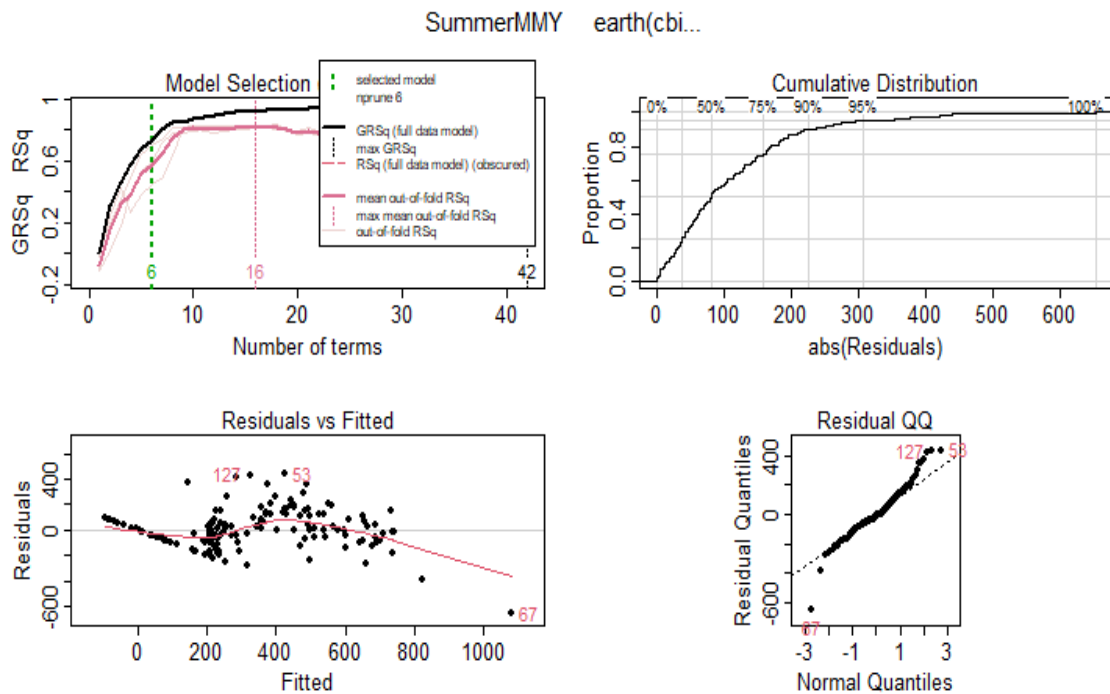 SummerMMY earth(cbi...
Model Selection
selected model
nprune 6
GRSq (full data model)
max GRSq
RSq (full data model) (obscured)
mean out-of-fold RSq
max mean out-of-fold RSq
out-of-fold RSq
GRSq RSq
-0.2 0.2 0.6 1
6 16 42
0 10 20 30 40
Number of terms
Cumulative Distribution
0% 50% 75% 90% 95% 100%
Proportion
0.0 0.4 0.8
0 100 200 300 400 500 600
abs(Residuals)
Residuals vs Fitted
Residuals
-600 0 400
127 53
67
0 200 400 600 800 1000
Fitted
Residual QQ
Residual Quantiles
-600 0 400
127 53
67
-3 -1 1 3
Normal Quantiles